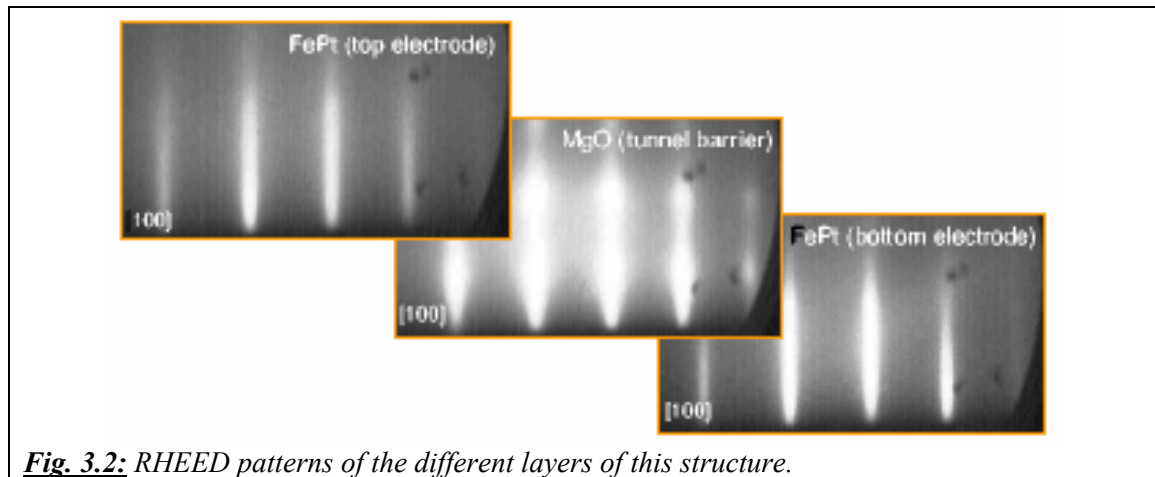 FePt (top electrode)
[100]
MgO (tunnel barrier)
[100]
FePt (bottom electrode)
[100]
Fig. 3.2: RHEED patterns of the different layers of this structure.